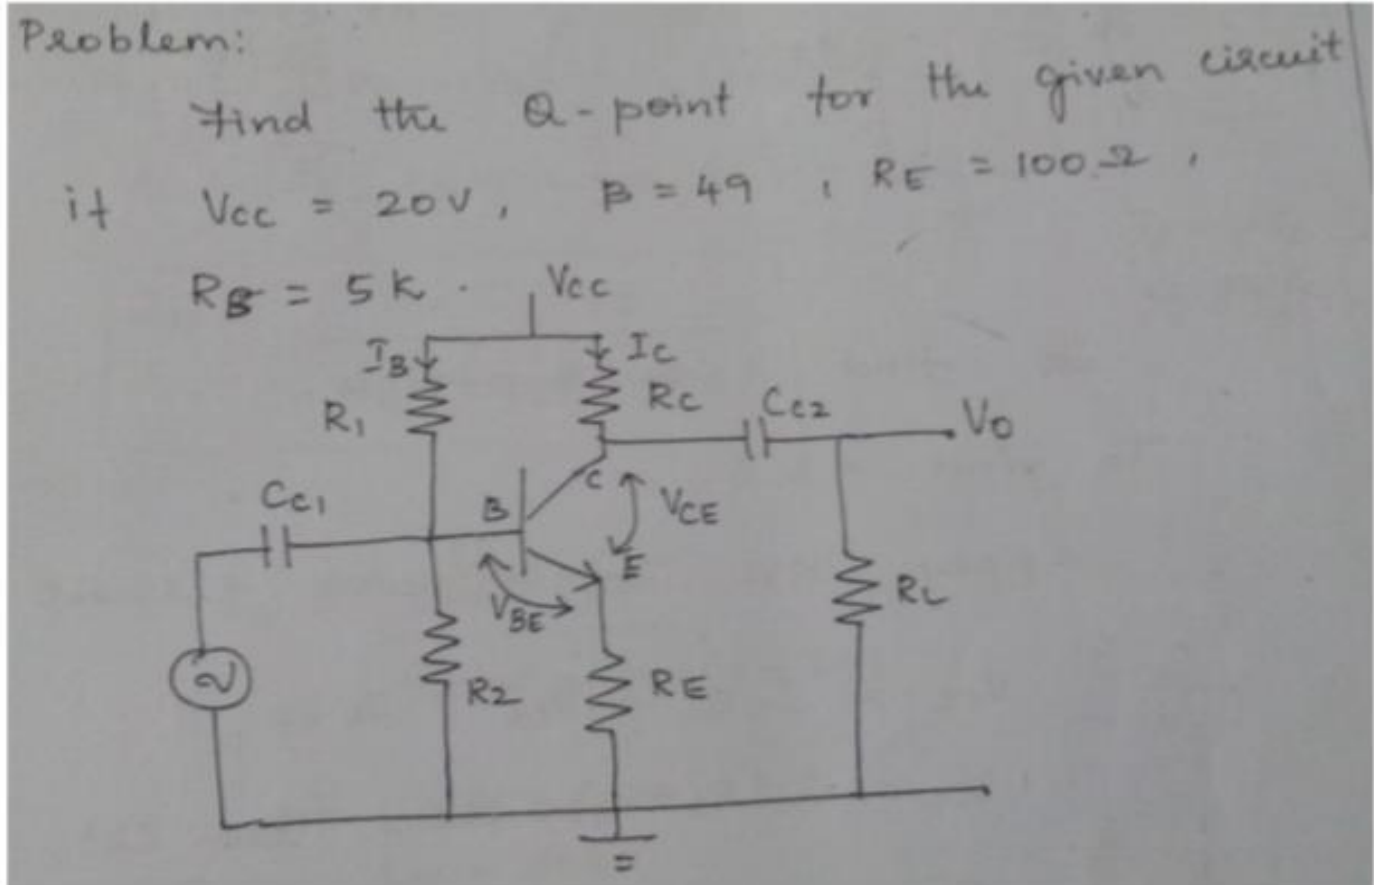 Problem:
Find the Q-point for the given circuit
if Vcc = 20V, β = 49, RE = 100Ω,
RB = 5K.
Vcc
IB
Ic
R1
Rc
Cc2
Vo
Cc1
B
C
VCE
E
VBE
RL
R2
RE